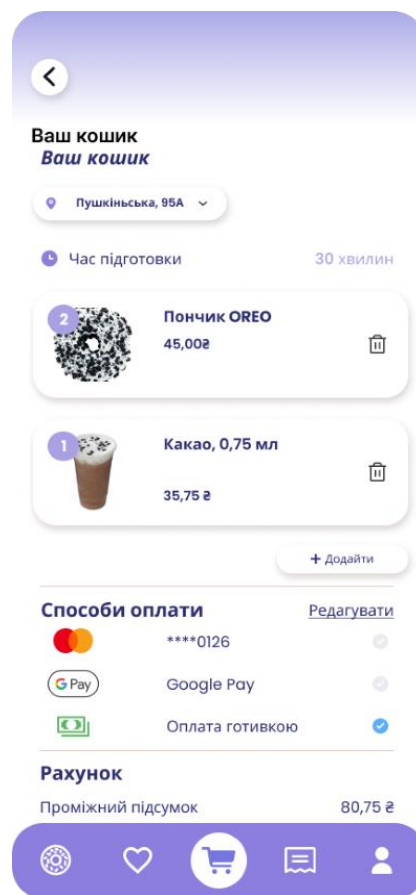 Ваш кошик
Ваш кошик
Пушкінська, 95А
Час підготовки 30 хвилин
2
Пончик OREO
45,00₴
1
Какао, 0,75 мл
35,75 ₴
+ Додайти
Способи оплати Редагувати
****0126
G Pay Google Pay
Оплата готивкою
Рахунок
Проміжний підсумок 80,75 ₴